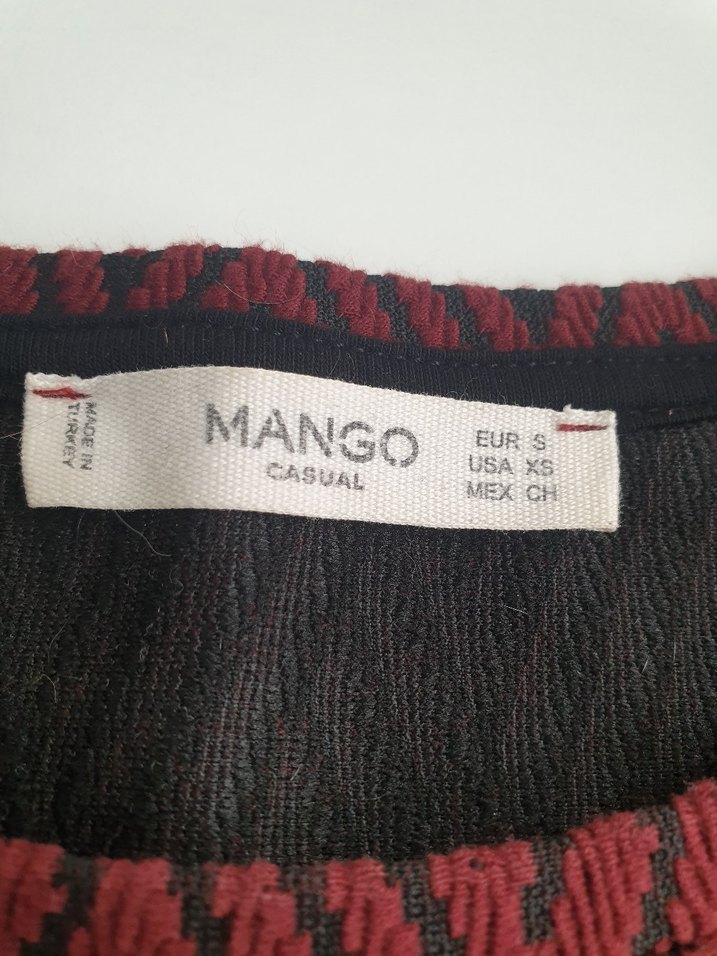 MADE IN
TURKEY
MANGO
CASUAL
EUR S
USA XS
MEX CH